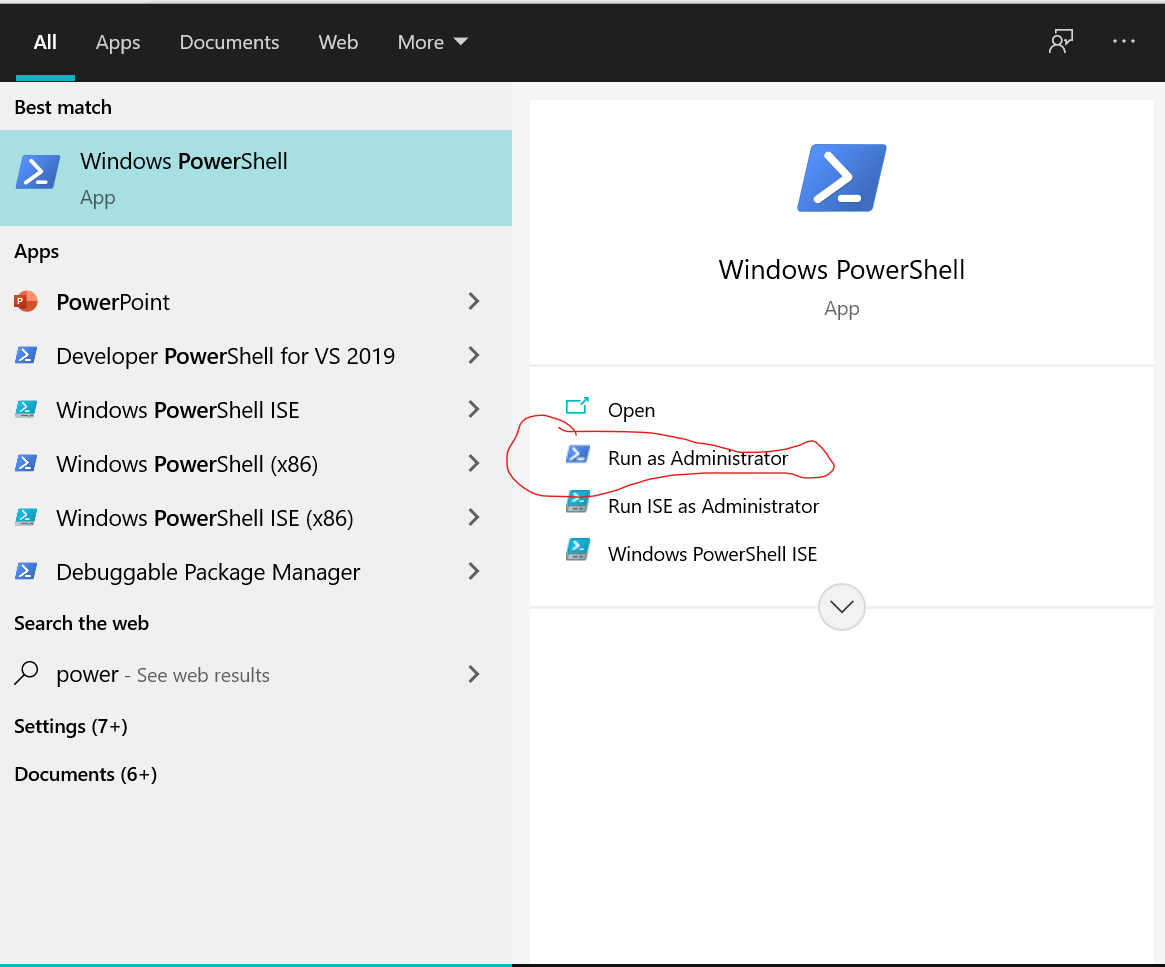 All Apps Documents Web More
Best match
Windows PowerShell
App
Apps
PowerPoint
Developer PowerShell for VS 2019
Windows PowerShell ISE
Windows PowerShell (x86)
Windows PowerShell ISE (x86)
Debuggable Package Manager
Search the web
power - See web results
Settings (7+)
Documents (6+)
Windows PowerShell
App
Open
Run as Administrator
Run ISE as Administrator
Windows PowerShell ISE